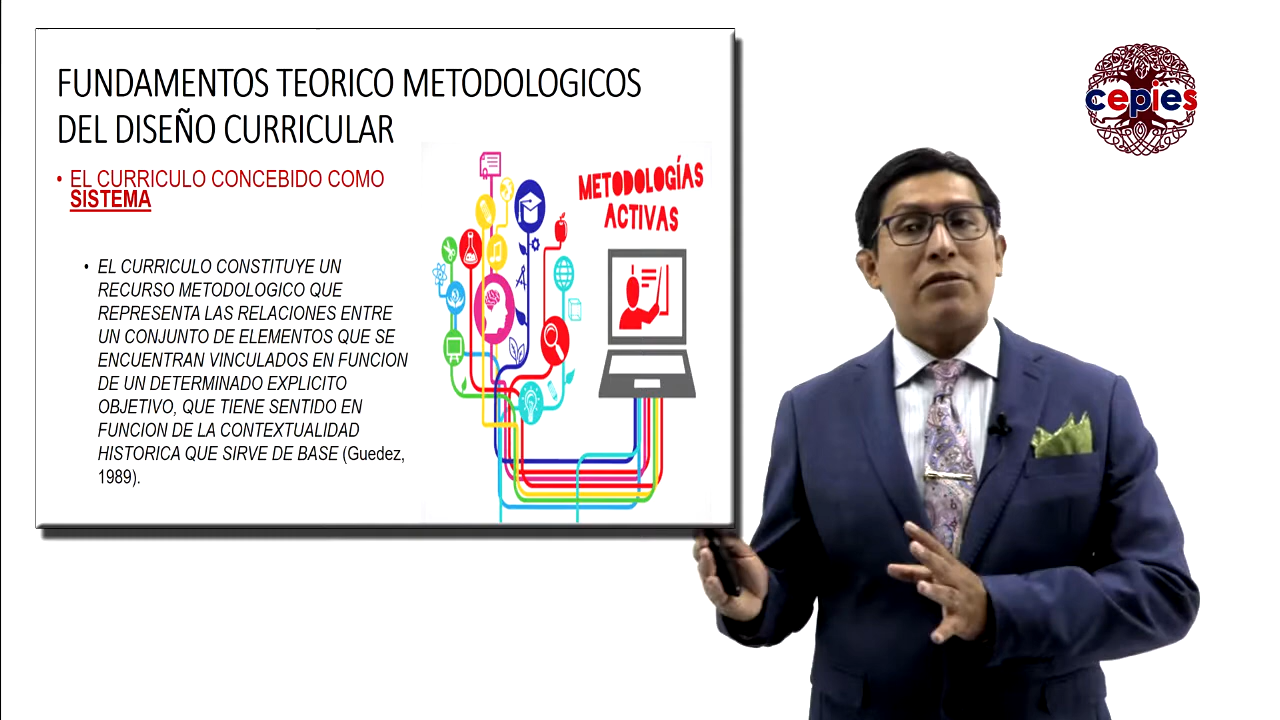 FUNDAMENTOS TEORICO METODOLOGICOS
DEL DISEÑO CURRICULAR
• EL CURRICULO CONCEBIDO COMO
SISTEMA
• EL CURRICULO CONSTITUYE UN
RECURSO METODOLOGICO QUE
REPRESENTA LAS RELACIONES ENTRE
UN CONJUNTO DE ELEMENTOS QUE SE
ENCUENTRAN VINCULADOS EN FUNCION
DE UN DETERMINADO EXPLICITO
OBJETIVO, QUE TIENE SENTIDO EN
FUNCION DE LA CONTEXTUALIDAD
HISTORICA QUE SIRVE DE BASE (Guedez,
1989).
METODOLOGÍAS
ACTIVAS
cepies